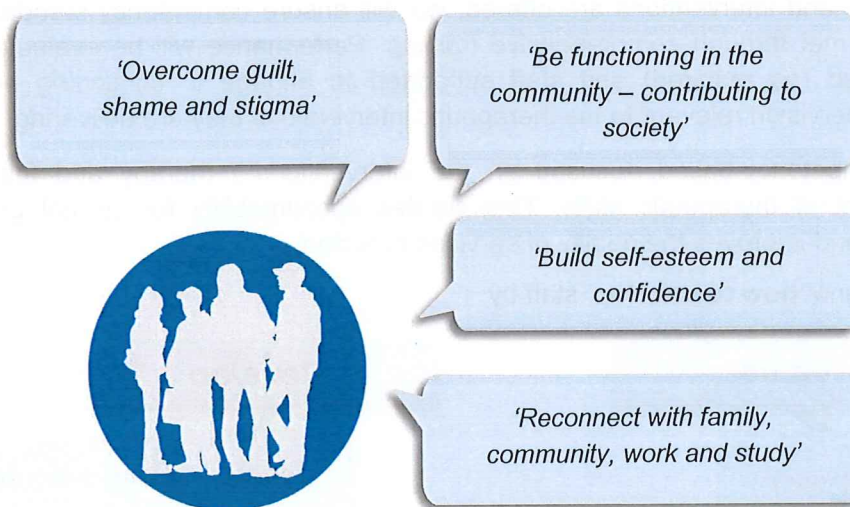 ‘Overcome guilt,
shame and stigma’
‘Be functioning in the
community – contributing to
society’
‘Build self-esteem and
confidence’
‘Reconnect with family,
community, work and study’